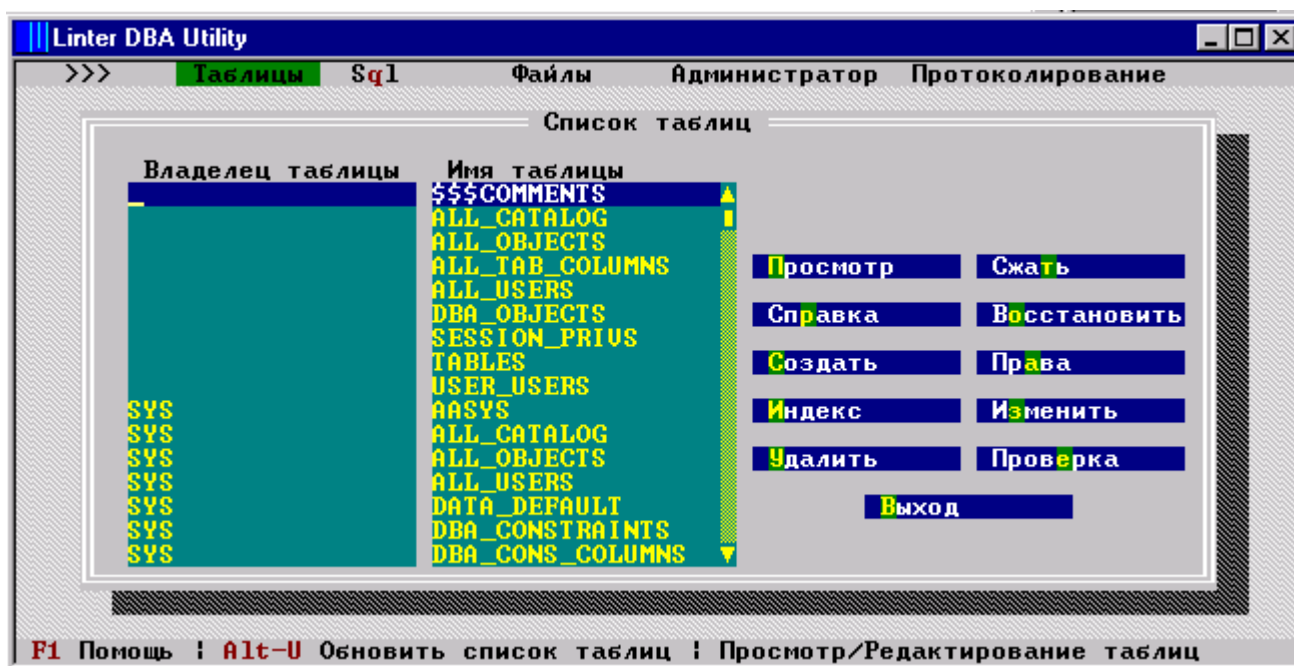 Linter DBA Utility
>>> Таблицы Sql Файлы Администратор Протоколирование
Список таблиц
Владелец таблицы Имя таблицы
$$$COMMENTS
ALL_CATALOG
ALL_OBJECTS
ALL_TAB_COLUMNS
ALL_USERS
DBA_OBJECTS
SESSION_PRIVS
TABLES
USER_USERS
SYS AASYS
SYS ALL_CATALOG
SYS ALL_OBJECTS
SYS ALL_USERS
SYS DATA_DEFAULT
SYS DBA_CONSTRAINTS
SYS DBA_CONS_COLUMNS
Просмотр Сжать
Справка Восстановить
Создать Права
Индекс Изменить
Удалить Проверка
Выход
F1 Помощь ¦ Alt-U Обновить список таблиц ¦ Просмотр/Редактирование таблиц